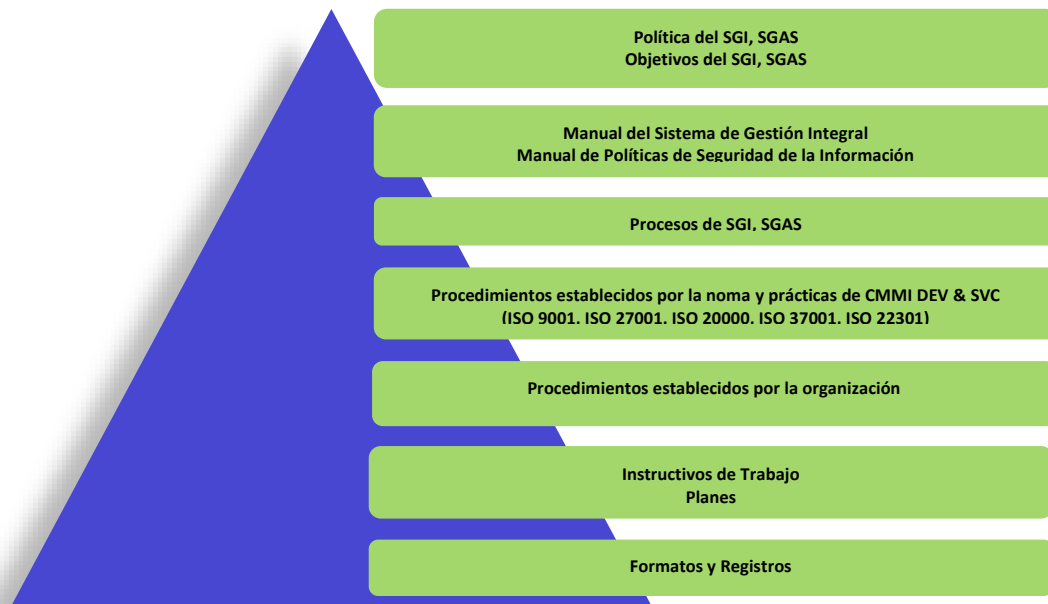 Política del SGI, SGAS
Objetivos del SGI, SGAS
Manual del Sistema de Gestión Integral
Manual de Políticas de Seguridad de la Información
Procesos de SGI, SGAS
Procedimientos establecidos por la noma y prácticas de CMMI DEV & SVC
(ISO 9001, ISO 27001, ISO 20000, ISO 37001, ISO 22301)
Procedimientos establecidos por la organización
Instructivos de Trabajo
Planes
Formatos y Registros